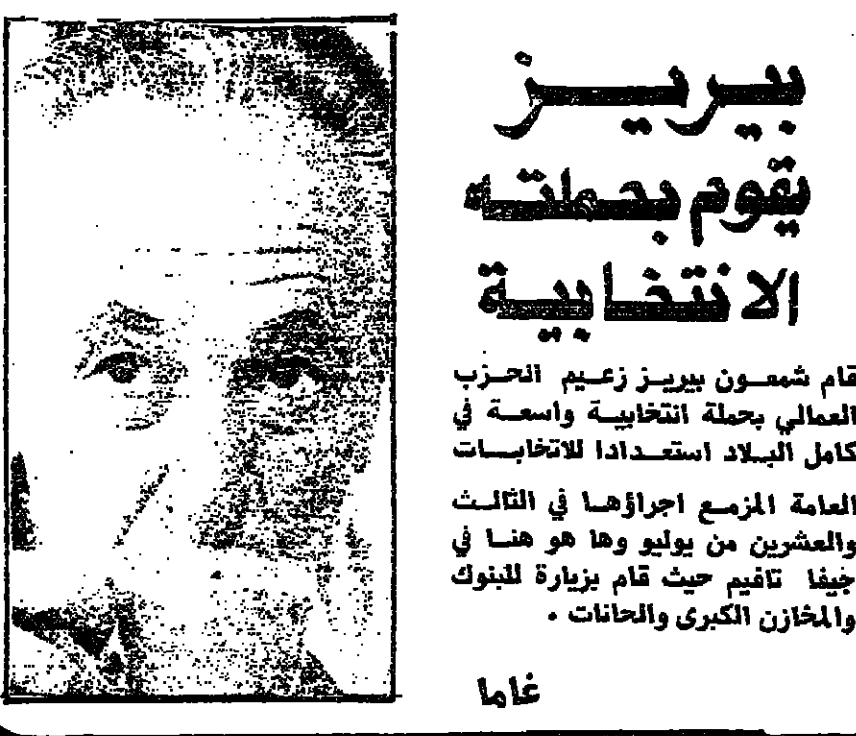 بيريز
يقوم بحملته
الانتخابية
قام شمعون بيريز زعيم الحزب
العمالي بحملة انتخابية واسعة في
كامل البلاد استعدادا للاتخابات
العامة المزمع اجراؤها في الثالث
والعشرين من يوليو وها هو هنا في
جيفا تافيم حيث قام بزيارة للبنوك
والمخازن الكبرى والحانات .
غاما